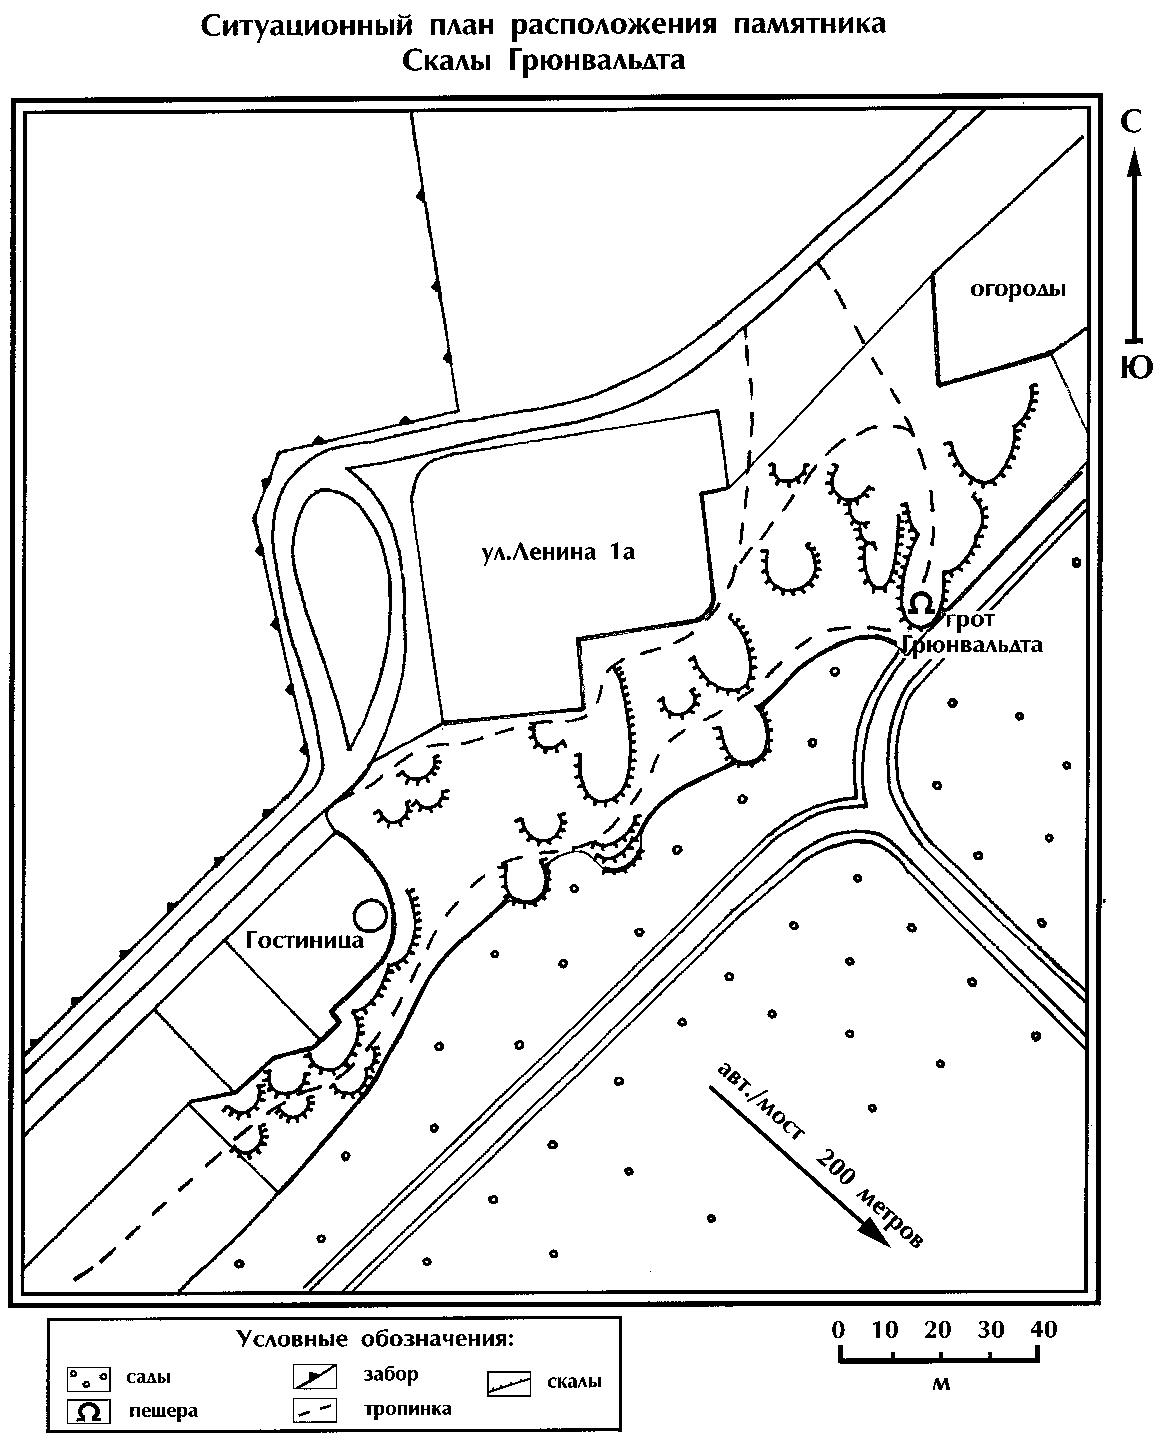 Ситуационный план расположения памятника
Скалы Грюнвальдта
С
Ю
огороды
ул.Ленина 1а
грот
Грюнвальдта
Гостиница
авт./мост 200 метров
Условные обозначения:
сады
забор
скалы
пещера
тропинка
0 10 20 30 40
м